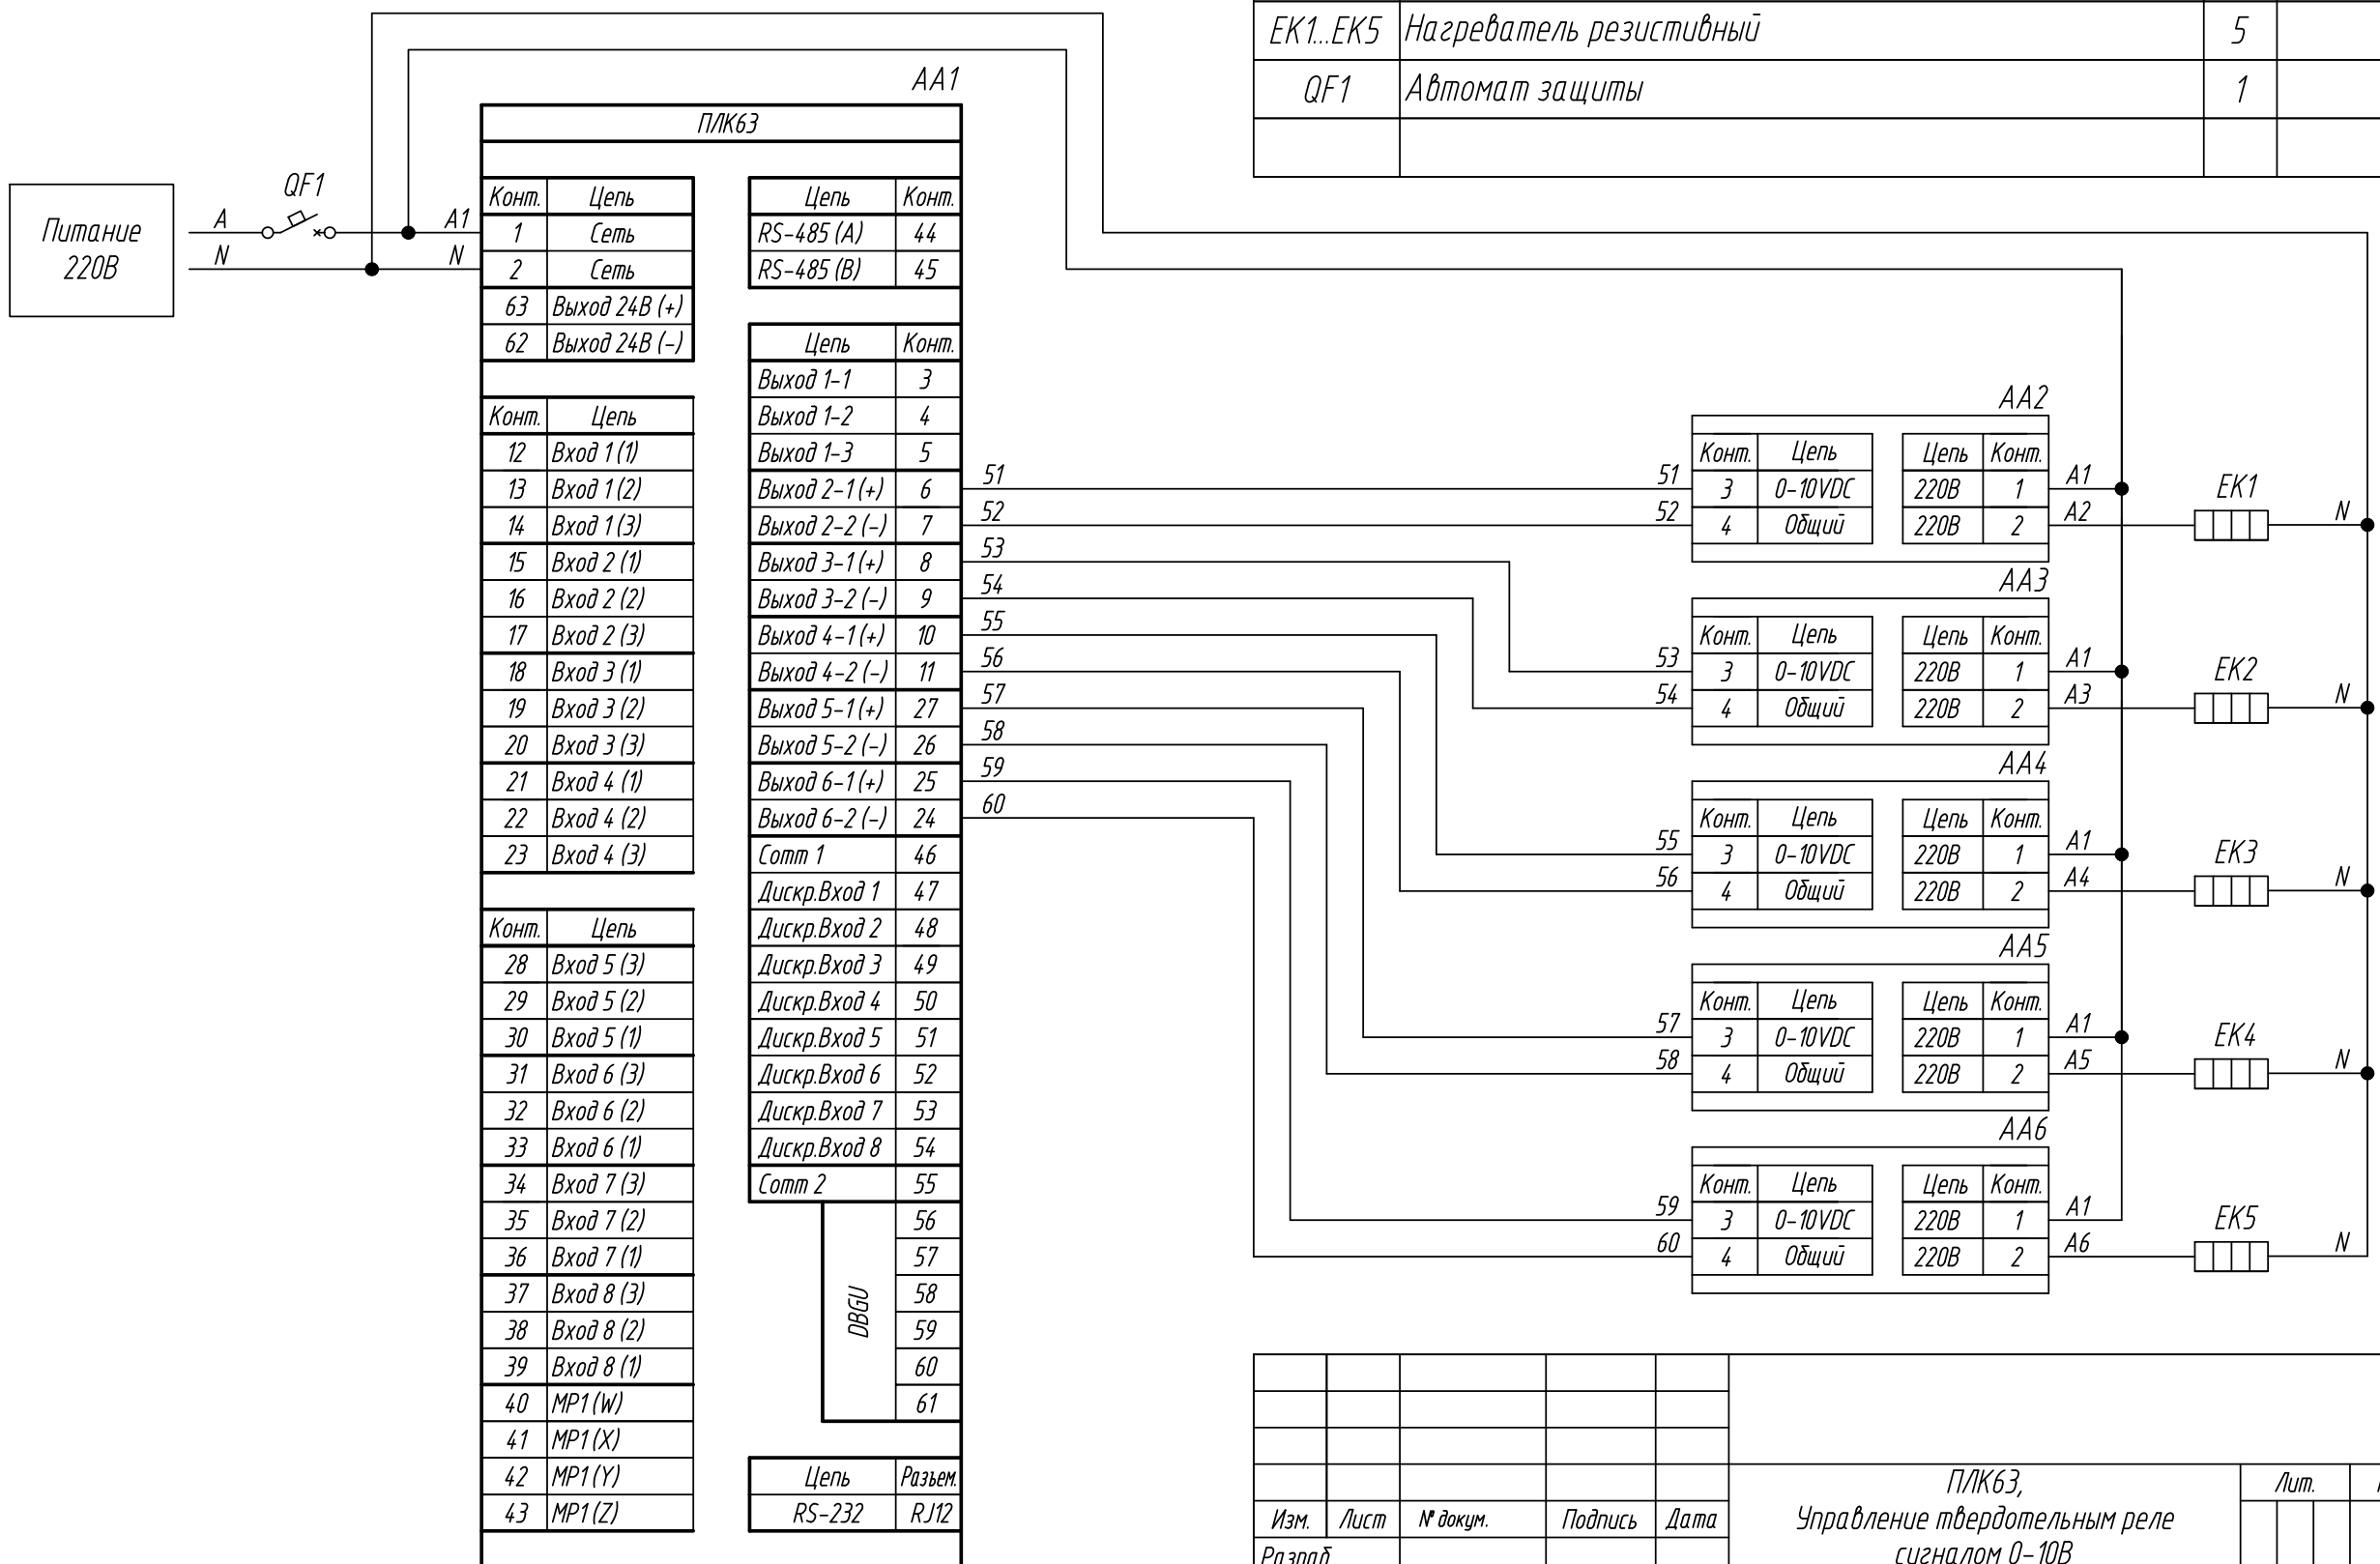 ЕК1...ЕК5 Нагреватель резистивный 5
QF1 Автомат защиты 1
АА1
ПЛК63
Питание
220В
QF1
А А1
N N
Конт. Цепь
1 Сеть
2 Сеть
63 Выход 24В (+)
62 Выход 24В (-)
Конт. Цепь
12 Вход 1 (1)
13 Вход 1 (2)
14 Вход 1 (3)
15 Вход 2 (1)
16 Вход 2 (2)
17 Вход 2 (3)
18 Вход 3 (1)
19 Вход 3 (2)
20 Вход 3 (3)
21 Вход 4 (1)
22 Вход 4 (2)
23 Вход 4 (3)
Конт. Цепь
28 Вход 5 (3)
29 Вход 5 (2)
30 Вход 5 (1)
31 Вход 6 (3)
32 Вход 6 (2)
33 Вход 6 (1)
34 Вход 7 (3)
35 Вход 7 (2)
36 Вход 7 (1)
37 Вход 8 (3)
38 Вход 8 (2)
39 Вход 8 (1)
40 МР1 (W)
41 МР1 (X)
42 МР1 (Y)
43 МР1 (Z)
Цепь Конт.
RS-485 (А) 44
RS-485 (В) 45
Цепь Конт.
Выход 1-1 3
Выход 1-2 4
Выход 1-3 5
Выход 2-1 (+) 6 51
Выход 2-2 (-) 7 52
Выход 3-1 (+) 8 53
Выход 3-2 (-) 9 54
Выход 4-1 (+) 10 55
Выход 4-2 (-) 11 56
Выход 5-1 (+) 27 57
Выход 5-2 (-) 26 58
Выход 6-1 (+) 25 59
Выход 6-2 (-) 24 60
Comm 1 46
Дискр.Вход 1 47
Дискр.Вход 2 48
Дискр.Вход 3 49
Дискр.Вход 4 50
Дискр.Вход 5 51
Дискр.Вход 6 52
Дискр.Вход 7 53
Дискр.Вход 8 54
Comm 2 55
DBGU
56
57
58
59
60
61
Цепь Разъем.
RS-232 RJ12
АА2
Конт. Цепь Цепь Конт.
51 3 0-10VDC 220В 1 А1
52 4 Общий 220В 2 А2
ЕК1 N
АА3
Конт. Цепь Цепь Конт.
53 3 0-10VDC 220В 1 А1
54 4 Общий 220В 2 А3
ЕК2 N
АА4
Конт. Цепь Цепь Конт.
55 3 0-10VDC 220В 1 А1
56 4 Общий 220В 2 А4
ЕК3 N
АА5
Конт. Цепь Цепь Конт.
57 3 0-10VDC 220В 1 А1
58 4 Общий 220В 2 А5
ЕК4 N
АА6
Конт. Цепь Цепь Конт.
59 3 0-10VDC 220В 1 А1
60 4 Общий 220В 2 А6
ЕК5 N
Изм. Лист № докум. Подпись Дата
Разраб
ПЛК63,
Управление твердотельным реле
сигналом 0-10В
Лит.